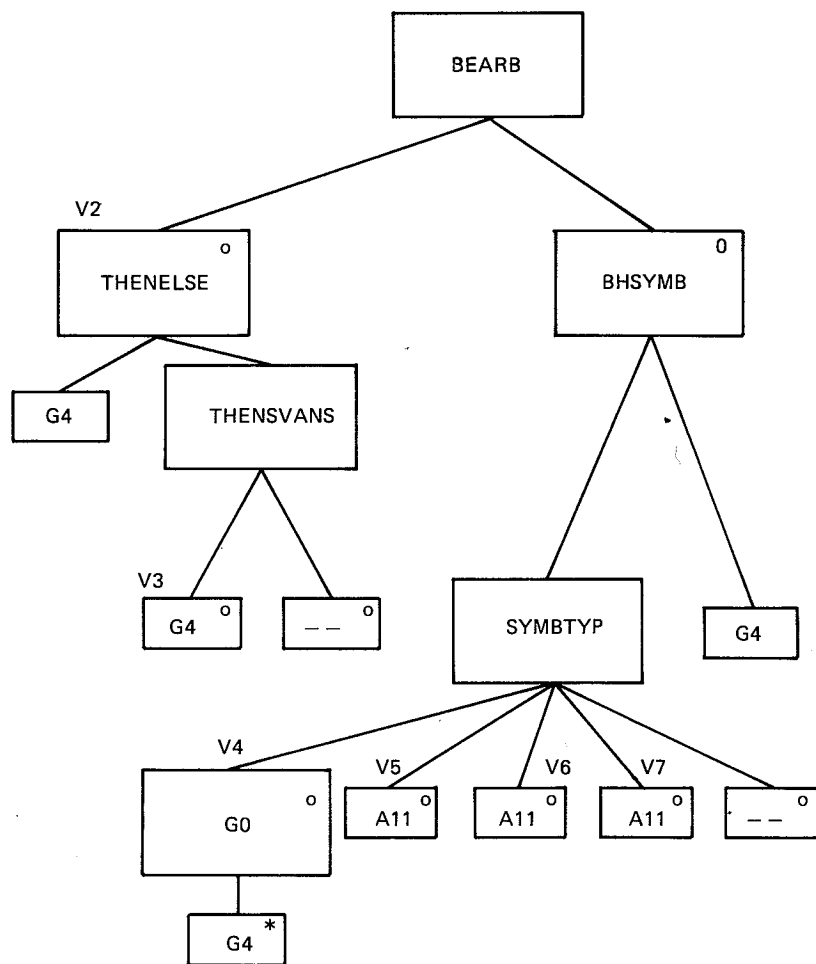 BEARB
V2
o
0
THENELSE
BHSYMB
G4
THENSVANS
V3
G4 o
— — o
SYMBTYP
G4
V4
V5
V6
V7
o
G0
A11 o
A11 o
A11 o
— — o
G4 *